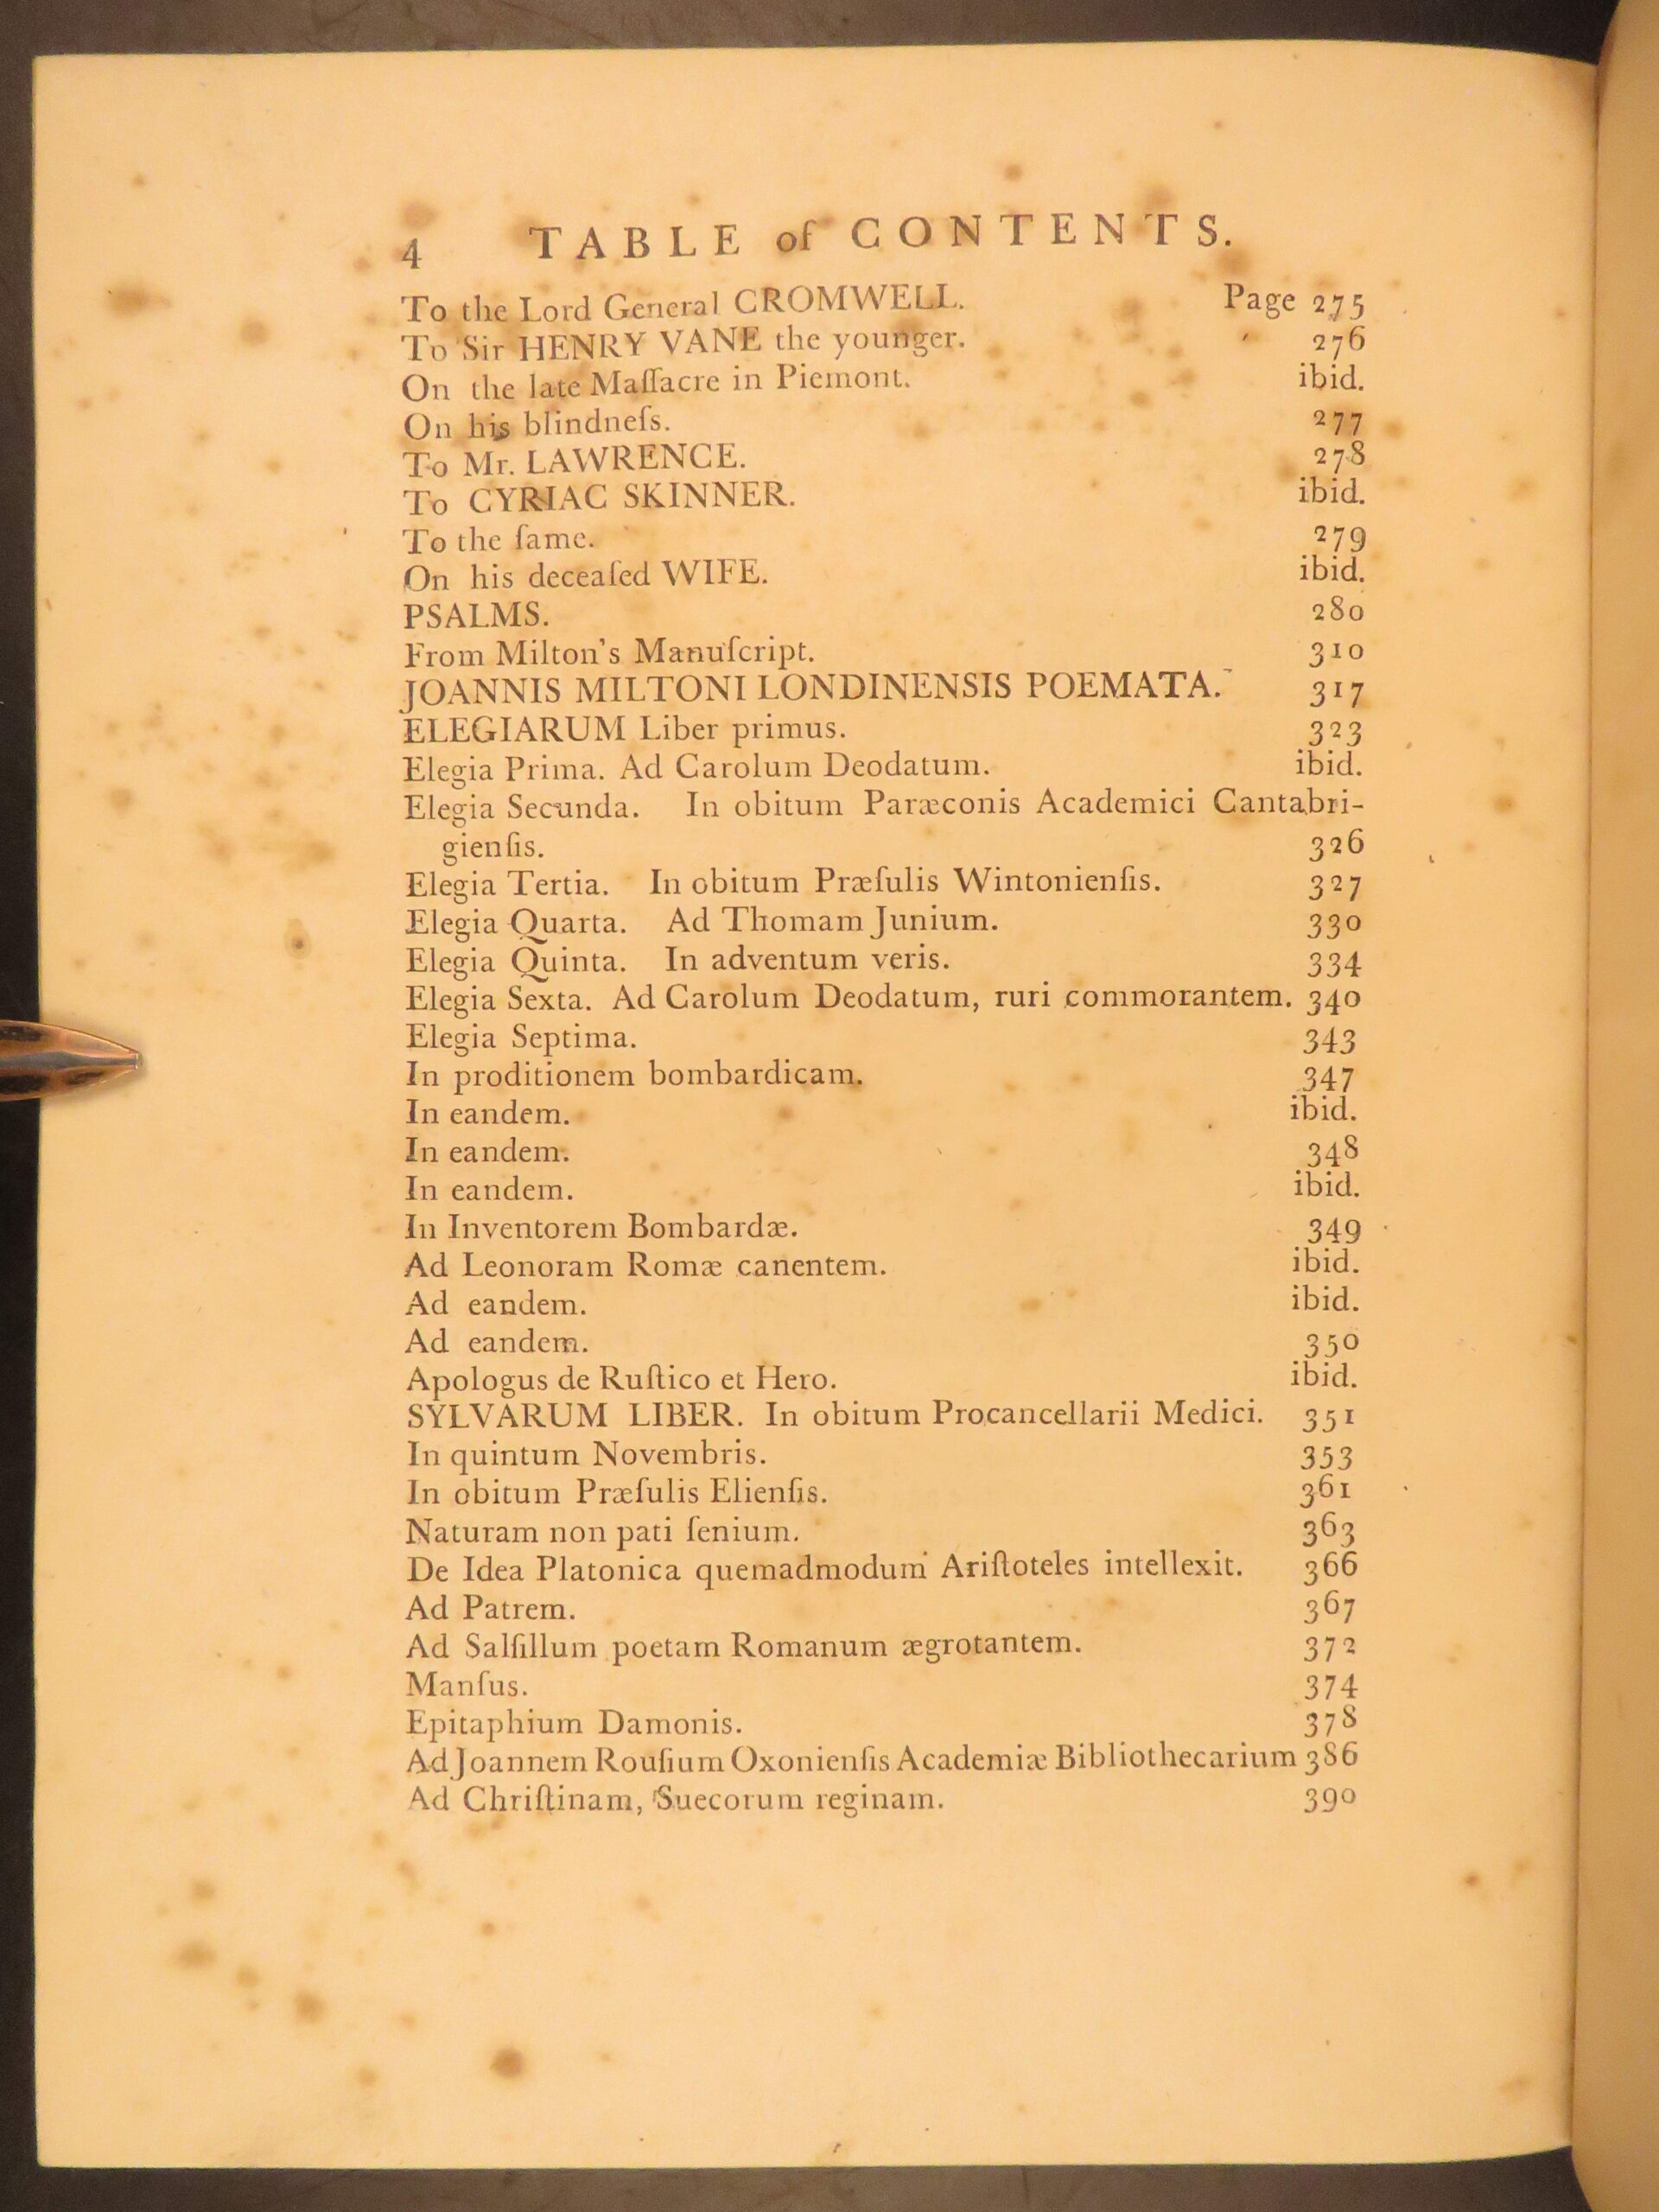 4 TABLE of CONTENTS.
To the Lord General CROMWELL. Page 275
To Sir HENRY VANE the younger. 276
On the late Maſſacre in Piemont. ibid.
On his blindneſs. 277
To Mr. LAWRENCE. 278
To CYRIAC SKINNER. ibid.
To the ſame. 279
On his deceaſed WIFE. ibid.
PSALMS. 280
From Milton's Manuſcript. 310
JOANNIS MILTONI LONDINENSIS POEMATA. 317
ELEGIARUM Liber primus. 323
Elegia Prima. Ad Carolum Deodatum. ibid.
Elegia Secunda. In obitum Paræconis Academici Cantabri-
gienſis. 326
Elegia Tertia. In obitum Præſulis Wintonienſis. 327
Elegia Quarta. Ad Thomam Junium. 330
Elegia Quinta. In adventum veris. 334
Elegia Sexta. Ad Carolum Deodatum, ruri commorantem. 340
Elegia Septima. 343
In proditionem bombardicam. 347
In eandem. ibid.
In eandem. 348
In eandem. ibid.
In Inventorem Bombardæ. 349
Ad Leonoram Romæ canentem. ibid.
Ad eandem. ibid.
Ad eandem. 350
Apologus de Ruſtico et Hero. ibid.
SYLVARUM LIBER. In obitum Procancellarii Medici. 351
In quintum Novembris. 353
In obitum Præſulis Elienſis. 361
Naturam non pati ſenium. 363
De Idea Platonica quemadmodum Ariſtoteles intellexit. 366
Ad Patrem. 367
Ad Salſillum poetam Romanum ægrotantem. 372
Manſus. 374
Epitaphium Damonis. 378
Ad Joannem Rouſium Oxonienſis Academiæ Bibliothecarium 386
Ad Chriſtinam, Suecorum reginam. 390